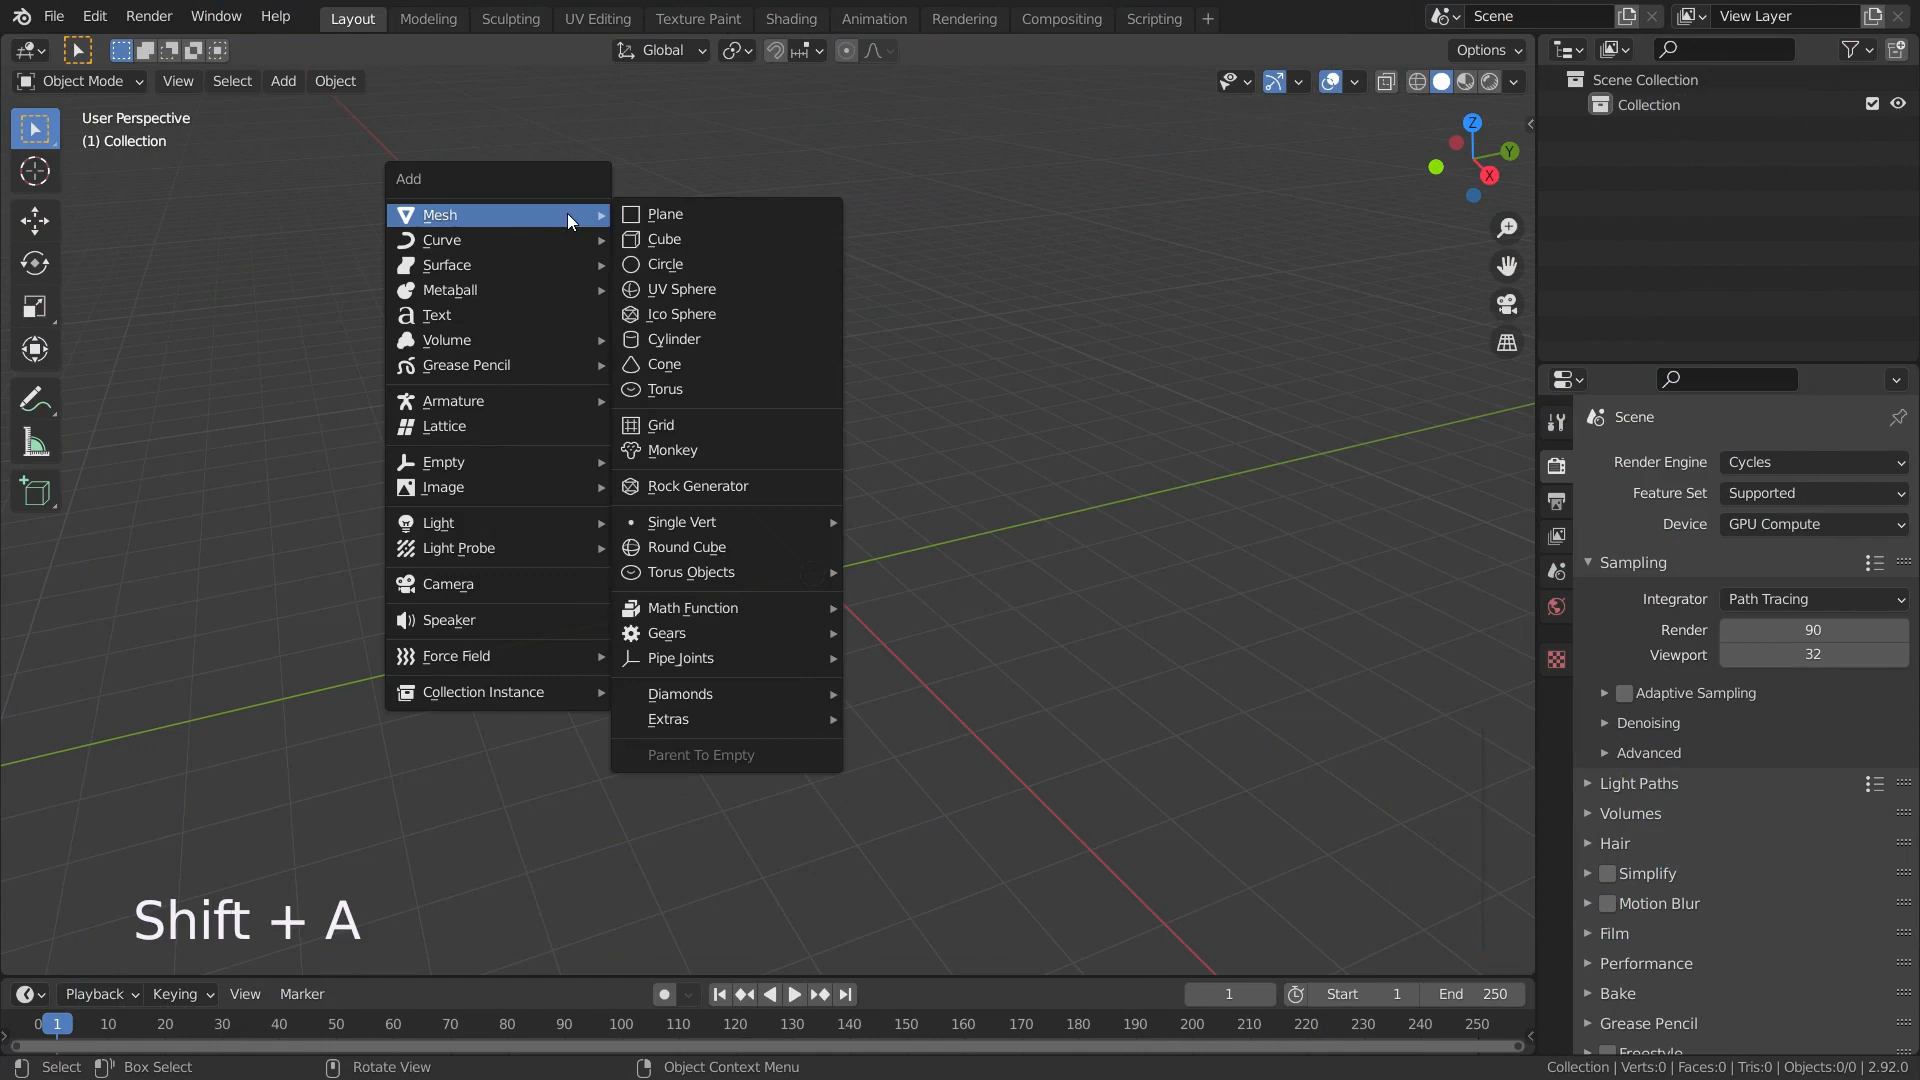 File Edit Render Window Help Layout Modeling Sculpting UV Editing Texture Paint Shading Animation Rendering Compositing Scripting + Scene View Layer
Global Options
Object Mode View Select Add Object
User Perspective
(1) Collection
Z
Y
X
Add
Mesh
Curve
Surface
Metaball
Text
Volume
Grease Pencil
Armature
Lattice
Empty
Image
Light
Light Probe
Camera
Speaker
Force Field
Collection Instance
Plane
Cube
Circle
UV Sphere
Ico Sphere
Cylinder
Cone
Torus
Grid
Monkey
Rock Generator
Single Vert
Round Cube
Torus Objects
Math Function
Gears
Pipe Joints
Diamonds
Extras
Parent To Empty
Shift + A
Scene Collection
Collection
Scene
Render Engine Cycles
Feature Set Supported
Device GPU Compute
Sampling
Integrator Path Tracing
Render 90
Viewport 32
Adaptive Sampling
Denoising
Advanced
Light Paths
Volumes
Hair
Simplify
Motion Blur
Film
Performance
Bake
Grease Pencil
Freestyle
Playback Keying View Marker 1 Start 1 End 250
0 1 10 20 30 40 50 60 70 80 90 100 110 120 130 140 150 160 170 180 190 200 210 220 230 240 250
Select Box Select Rotate View Object Context Menu Collection | Verts:0 | Faces:0 | Tris:0 | Objects:0/0 | 2.92.0